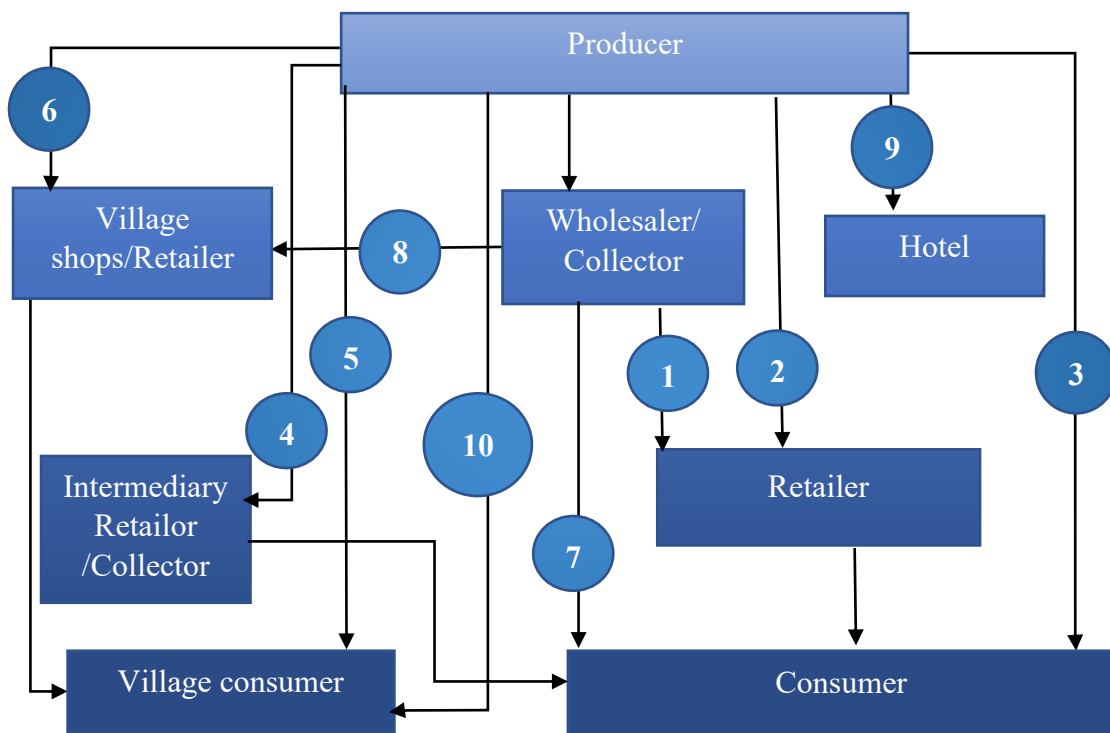 Producer
6
9
Village
shops/Retailer
Wholesaler/
Collector
Hotel
8
5
1
2
3
4
10
Intermediary
Retailor
/Collector
Retailer
7
Village consumer
Consumer